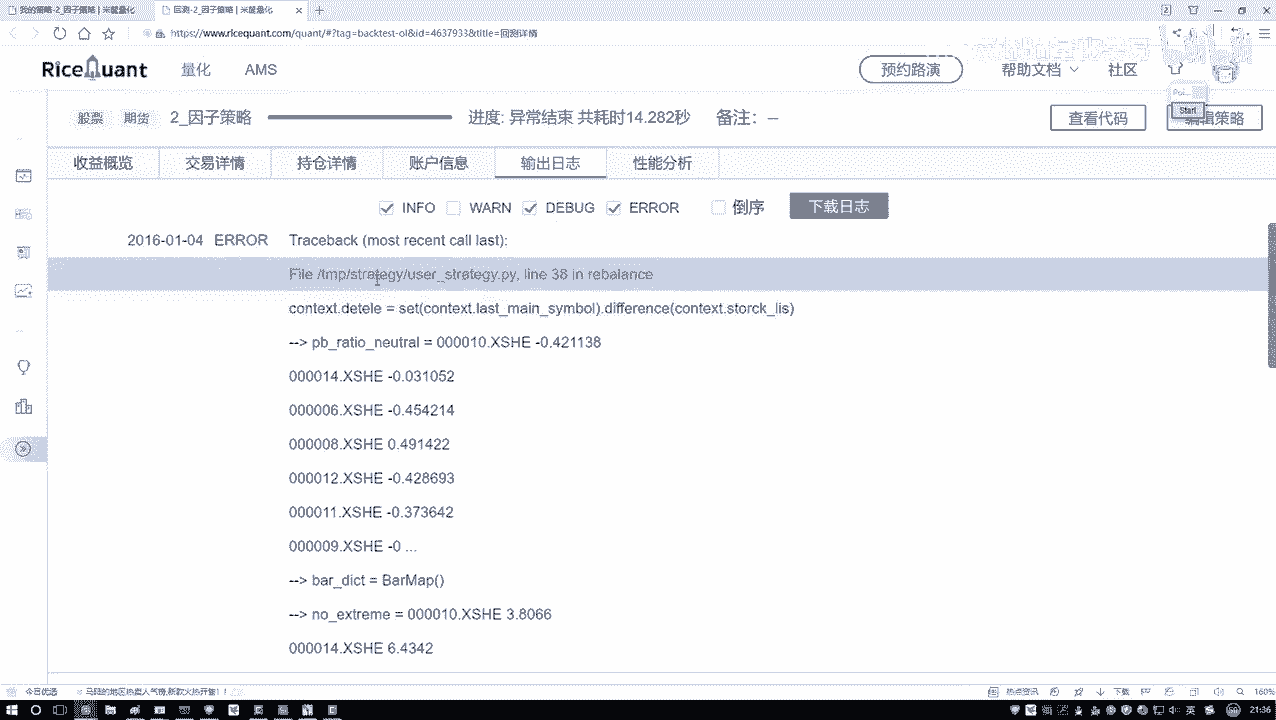 我的策略-2_因子策略 | 米筐量化
回测-2_因子策略 | 米筐量化
https://www.ricequant.com/quant/#?tag=backtest-ol&id=4637933&title=回测详情
RiceQuant 量化 AMS 预约路演 帮助文档 社区
Start
股票 期货 2_因子策略 进度: 异常结束 共耗时14.282秒 备注: -- 查看代码 编辑策略
收益概览 交易详情 持仓详情 账户信息 输出日志 性能分析
INFO WARN DEBUG ERROR 倒序 下载日志
2016-01-04 ERROR Traceback (most recent call last):
File /tmp/strategy/user_strategy.py, line 38 in rebalance
context.detele = set(context.last_main_symbol).difference(context.storck_lis)
--> pb_ratio_neutral = 000010.XSHE -0.421138
000014.XSHE -0.031052
000006.XSHE -0.454214
000008.XSHE 0.491422
000012.XSHE -0.428693
000011.XSHE -0.373642
000009.XSHE -0 ...
--> bar_dict = BarMap()
--> no_extreme = 000010.XSHE 3.8066
000014.XSHE 6.4342
今日优选
热点资讯 下载 160%
21:36